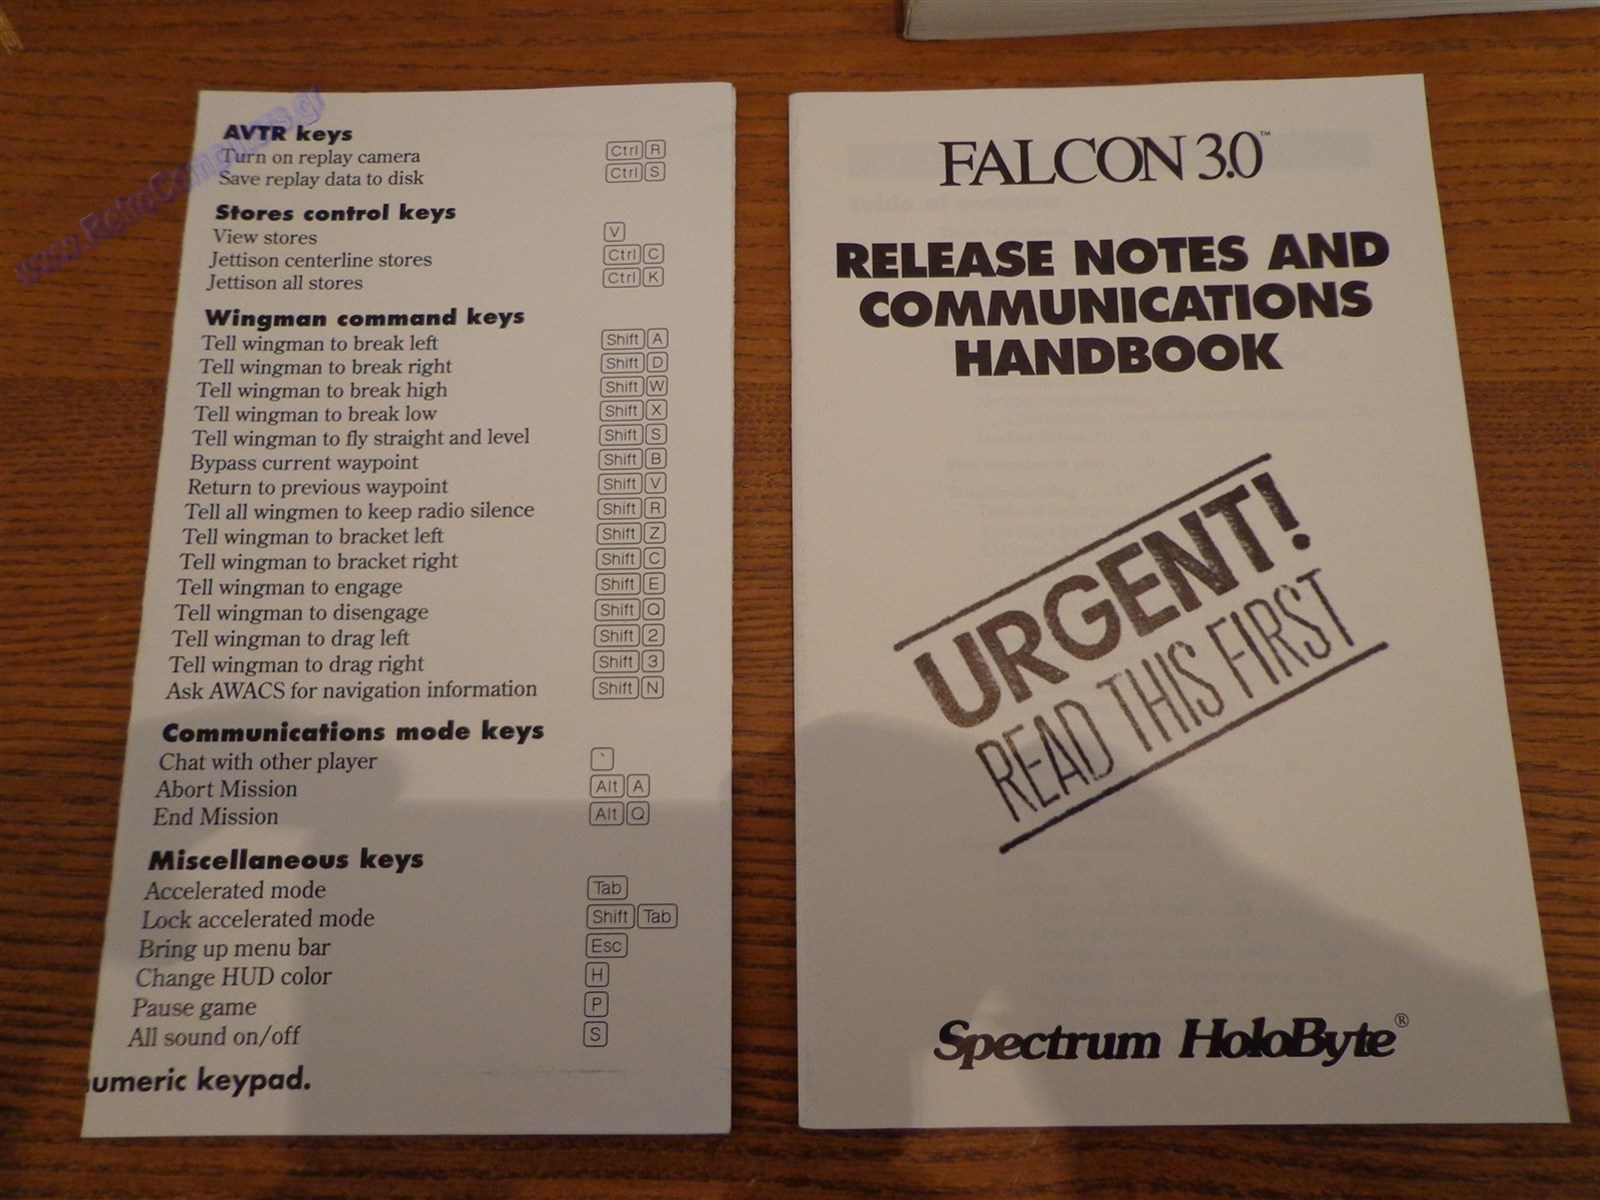 www.RetroComputers.gr
AVTR keys
Turn on replay camera Ctrl R
Save replay data to disk Ctrl S
Stores control keys
View stores V
Jettison centerline stores Ctrl C
Jettison all stores Ctrl K
Wingman command keys
Tell wingman to break left Shift A
Tell wingman to break right Shift D
Tell wingman to break high Shift W
Tell wingman to break low Shift X
Tell wingman to fly straight and level Shift S
Bypass current waypoint Shift B
Return to previous waypoint Shift V
Tell all wingmen to keep radio silence Shift R
Tell wingman to bracket left Shift Z
Tell wingman to bracket right Shift C
Tell wingman to engage Shift E
Tell wingman to disengage Shift Q
Tell wingman to drag left Shift 2
Tell wingman to drag right Shift 3
Ask AWACS for navigation information Shift N
Communications mode keys
Chat with other player `
Abort Mission Alt A
End Mission Alt Q
Miscellaneous keys
Accelerated mode Tab
Lock accelerated mode Shift Tab
Bring up menu bar Esc
Change HUD color H
Pause game P
All sound on/off S
umeric keypad.
FALCON 3.0™
RELEASE NOTES AND
COMMUNICATIONS
HANDBOOK
URGENT!
READ THIS FIRST
Spectrum HoloByte®